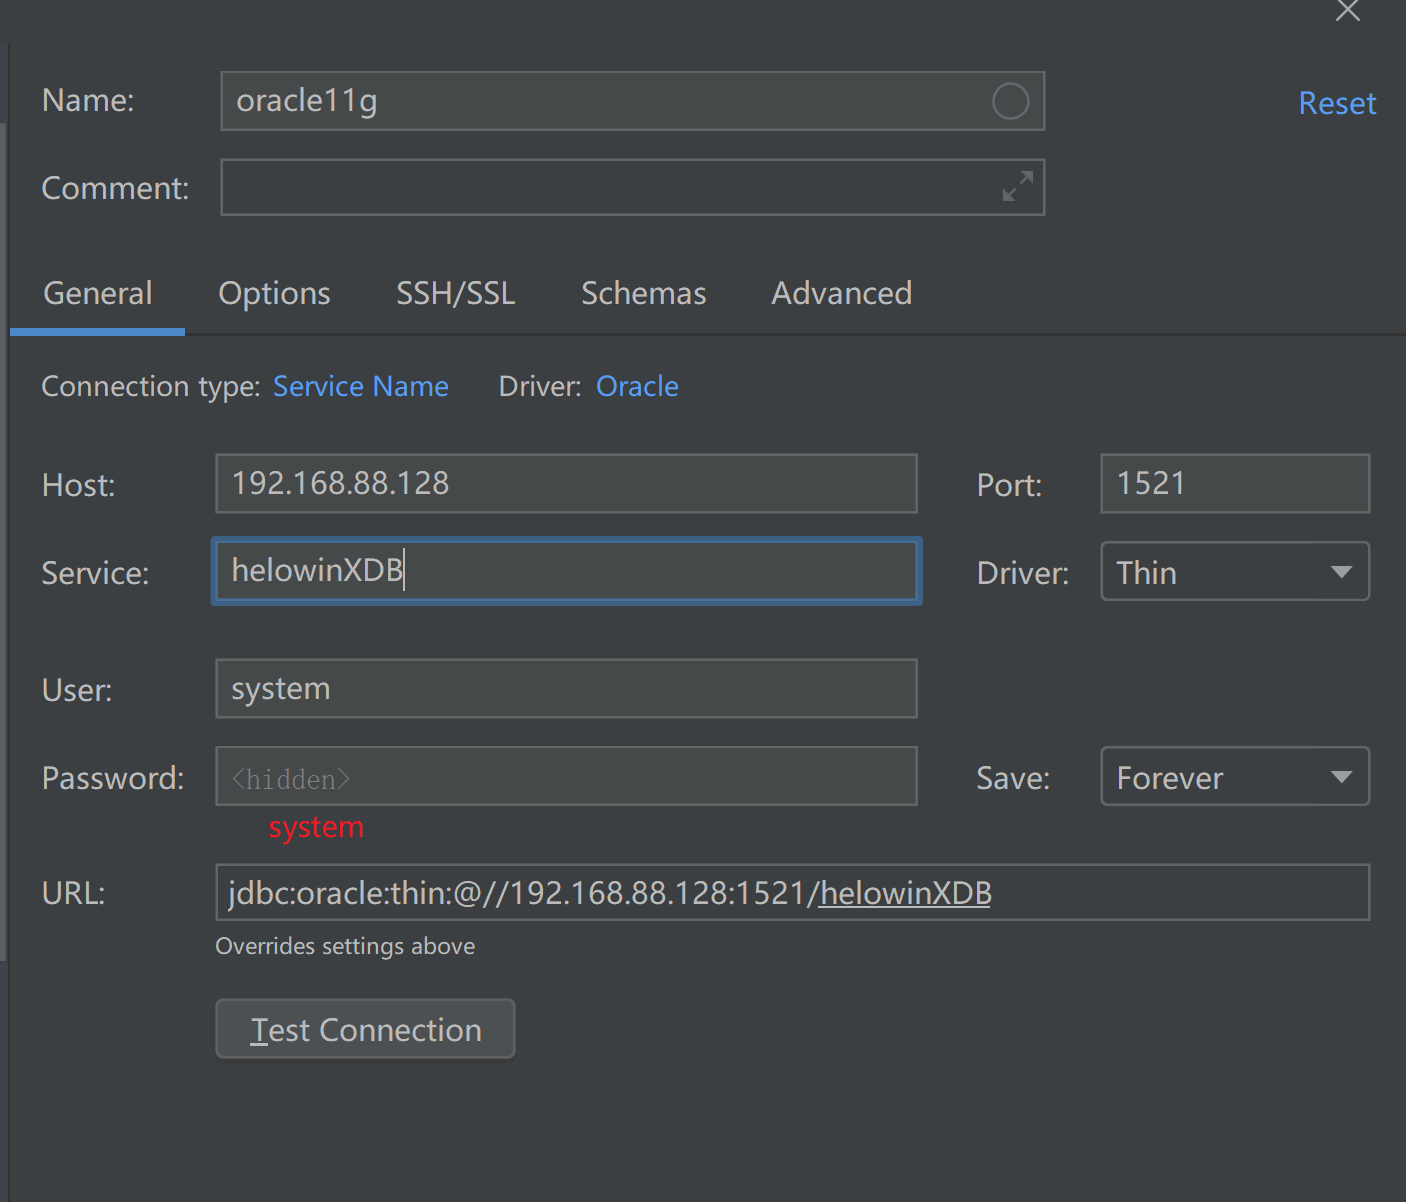 Name: oracle11g Reset
Comment:
General Options SSH/SSL Schemas Advanced
Connection type: Service Name Driver: Oracle
Host: 192.168.88.128 Port: 1521
Service: helowinXDB Driver: Thin
User: system
Password: <hidden> Save: Forever
system
URL: jdbc:oracle:thin:@//192.168.88.128:1521/helowinXDB
Overrides settings above
Test Connection